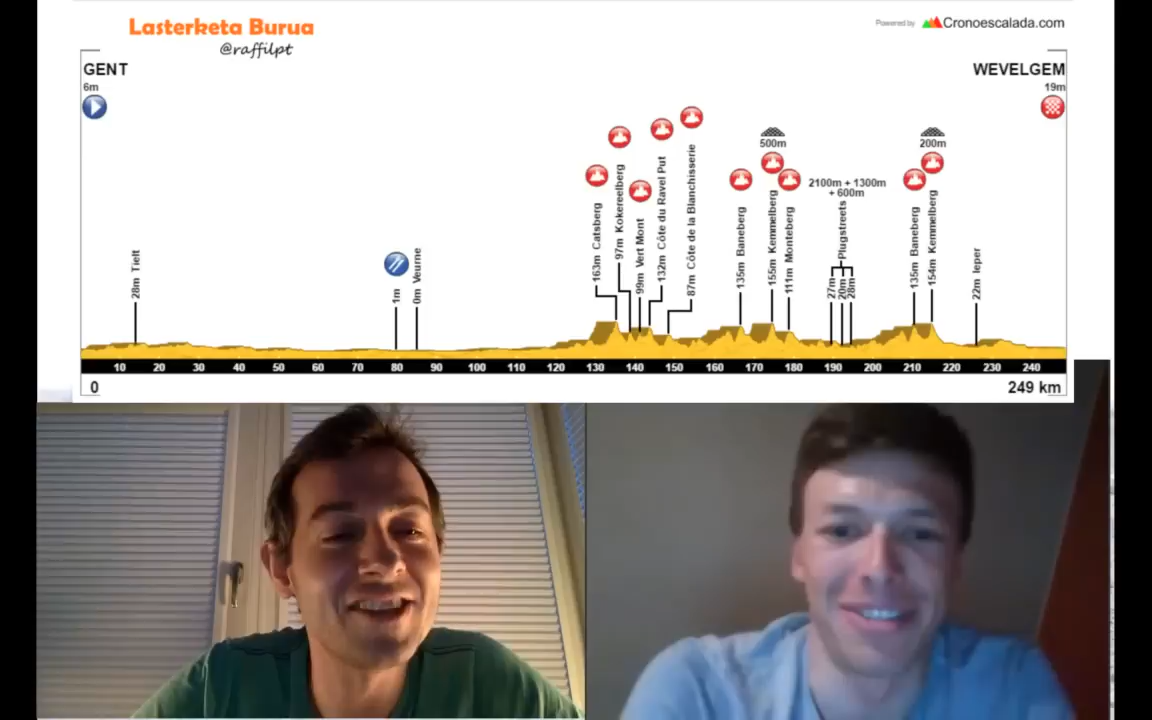 Lasterketa Burua
@raffilpt
Powered by Cronoescalada.com
GENT
6m
WEVELGEM
19m
28m Tielt
1m
0m Veurne
163m Catsberg
97m Kokereelberg
99m Vert Mont
132m Côte du Ravel Put
87m Côte de la Blanchisserie
135m Baneberg
500m
155m Kemmelberg
111m Monteberg
2100m + 1300m
+ 600m
Plugstreets
27m
20m
28m
135m Baneberg
200m
154m Kemmelberg
22m Ieper
10 20 30 40 50 60 70 80 90 100 110 120 130 140 150 160 170 180 190 200 210 220 230 240
0
249 km